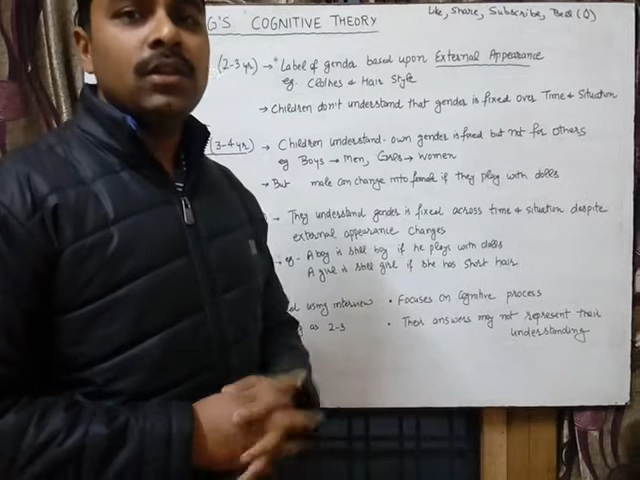 G'S COGNITIVE THEORY
Like, Share, Subscribe, Bell (🔔)
(2-3 yr) → * Label of gender based upon External Appearance
eg. Clothes & Hair Style
→ Children don't understand that gender is fixed over Time & Situation
(3-4 yr) → Children understand own gender is fixed but not for others
eg Boys → Men, Girls → Women
→ But male can change into female if they play with dolls
→ They understand gender is fixed across time & situation despite
external appearance changes
→ eg - A boy is still boy if he plays with dolls
A girl is still girl if she has short hair
d using interview • Focuses on Cognitive process
as 2-3 • Their answers may not represent their
understanding